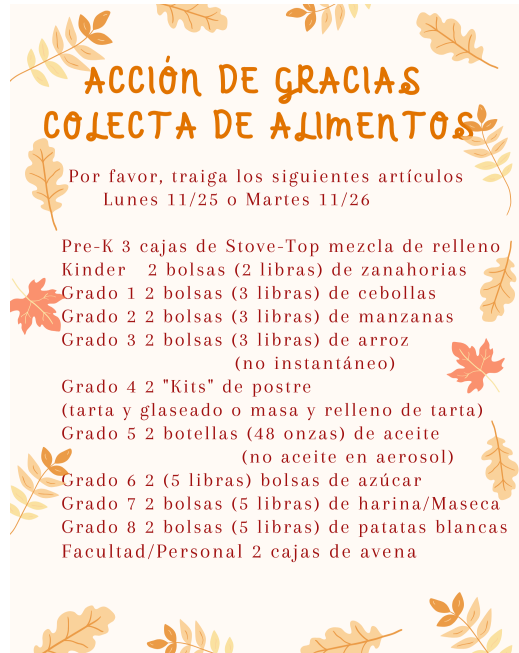 ACCIÓN DE GRACIAS
COLECTA DE ALIMENTOS
Por favor, traiga los siguientes artículos
Lunes 11/25 o Martes 11/26
Pre-K 3 cajas de Stove-Top mezcla de relleno
Kinder 2 bolsas (2 libras) de zanahorias
Grado 1 2 bolsas (3 libras) de cebollas
Grado 2 2 bolsas (3 libras) de manzanas
Grado 3 2 bolsas (3 libras) de arroz
(no instantáneo)
Grado 4 2 "Kits" de postre
(tarta y glaseado o masa y relleno de tarta)
Grado 5 2 botellas (48 onzas) de aceite
(no aceite en aerosol)
Grado 6 2 (5 libras) bolsas de azúcar
Grado 7 2 bolsas (5 libras) de harina/Maseca
Grado 8 2 bolsas (5 libras) de patatas blancas
Facultad/Personal 2 cajas de avena